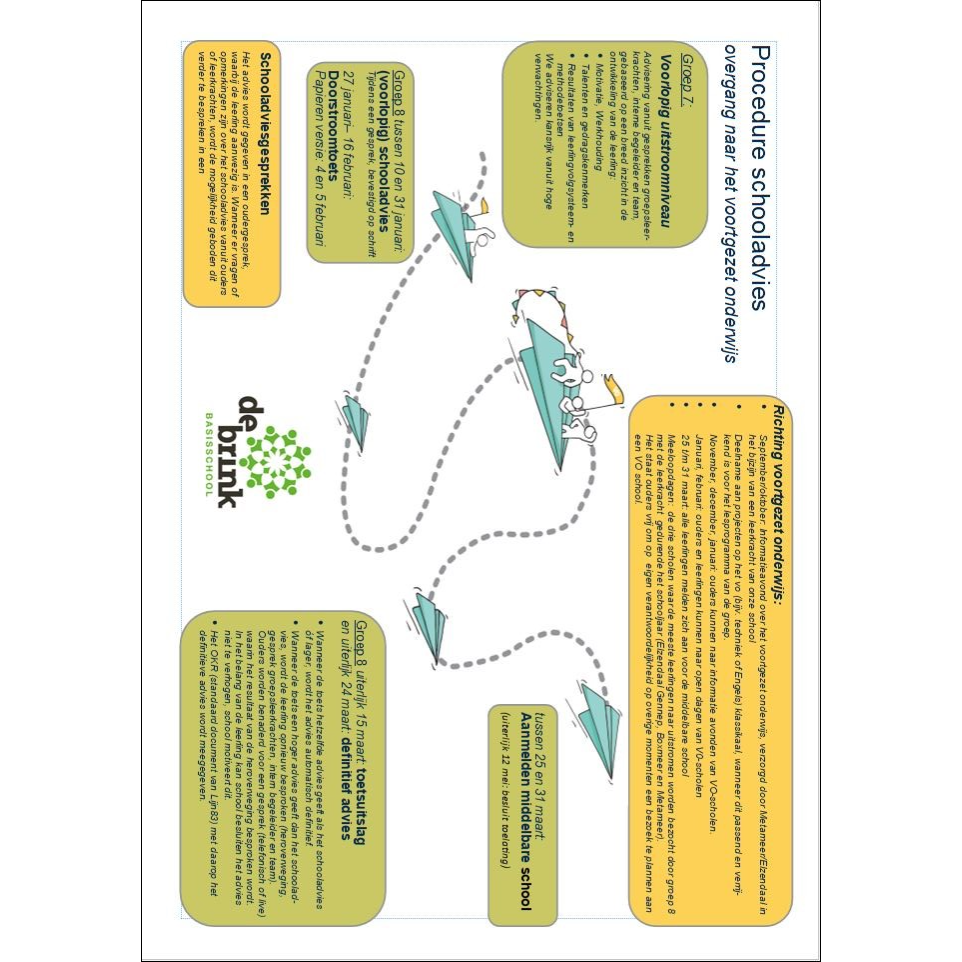 Procedure schooladvies
overgang naar het voortgezet onderwijs
Groep 7:
Voorlopig uitstroomniveau
Advisering vanuit gesprekken groepsleer-
krachten, interne begeleider en team,
gebaseerd op een breed inzicht in de
ontwikkeling van de leerling:
• Motivatie, Werkhouding
• Talenten en gedragskenmerken
• Resultaten van leerlingvolgsysteem- en
methodetoetsen
We adviseren kansrijk vanuit hoge
verwachtingen.
Groep 8 tussen 10 en 31 januari:
(voorlopig) schooladvies
Tijdens een gesprek, bevestigd op schrift
27 januari– 16 februari:
Doorstroomtoets
Papieren versie: 4 en 5 februari
Schooladviesgesprekken
Het advies wordt gegeven in een oudergesprek,
waarbij de leerling aanwezig is. Wanneer er vragen of
opmerkingen zijn over het schooladvies vanuit ouders
of leerkrachten, wordt de mogelijkheid geboden dit
verder te bespreken in een
Richting voortgezet onderwijs:
• September/oktober: Informatieavond over het voortgezet onderwijs, verzorgd door Metameer/Elzendaal in
het bijzijn van een leerkracht van onze school
• Deelname aan projecten op het vo (bijv. techniek of Engels) klassikaal, wanneer dit passend en verrij-
kend is voor het lesprogramma van de groep.
• November, december, januari: ouders kunnen naar informatie avonden van VO-scholen.
• Januari, februari: ouders en leerlingen kunnen naar open dagen van VO-scholen
• 25 t/m 31 maart: alle leerlingen melden zich aan voor de middelbare school
• Meeloopdagen: de drie scholen waar de meeste leerlingen naar uitstromen worden bezocht door groep 8
met de leerkracht gedurende het schooljaar (Elzendaal Gennep, Boxmeer en Metameer).
Het staat ouders vrij om op eigen verantwoordelijkheid op overige momenten een bezoek te plannen aan
een VO school.
tussen 25 en 31 maart:
Aanmelden middelbare school
(uiterlijk 12 mei: besluit toelating)
Groep 8 uiterlijk 15 maart: toetsuitslag
en uiterlijk 24 maart: definitief advies
• Wanneer de toets hetzelfde advies geeft als het schooladvies
óf lager, wordt het advies automatisch definitief.
• Wanneer de toets een hoger advies geeft dan het schoolad-
vies, wordt de leerling opnieuw besproken (heroverweging,
gesprek groepsleerkrachten, intern begeleider en team).
Ouders worden benaderd voor een gesprek (telefonisch of live)
waarin het resultaat van de heroverweging besproken wordt.
In het belang van de leerling kan school besluiten het advies
niet te verhogen, school motiveert dit.
• Het OKR (standaard document van Lijn83) met daarop het
definitieve advies wordt meegegeven.
de brink
BASISSCHOOL